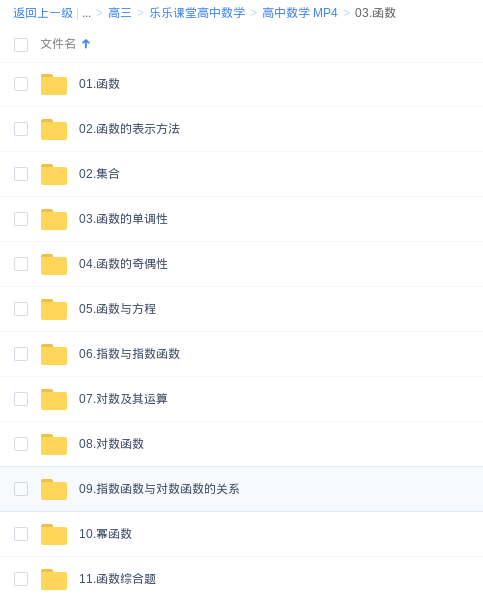 返回上一级 | ... > 高三 > 乐乐课堂高中数学 > 高中数学 MP4 > 03.函数
文件名
01.函数
02.函数的表示方法
02.集合
03.函数的单调性
04.函数的奇偶性
05.函数与方程
06.指数与指数函数
07.对数及其运算
08.对数函数
09.指数函数与对数函数的关系
10.幂函数
11.函数综合题